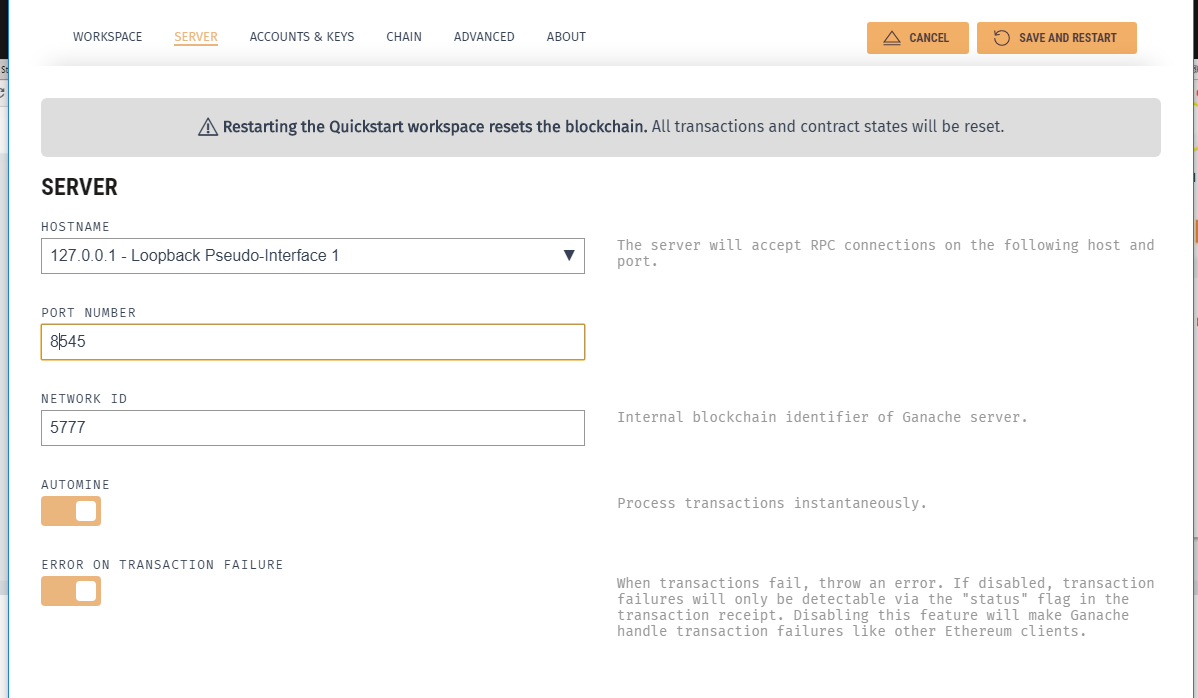 WORKSPACE SERVER ACCOUNTS & KEYS CHAIN ADVANCED ABOUT CANCEL SAVE AND RESTART
Restarting the Quickstart workspace resets the blockchain. All transactions and contract states will be reset.
SERVER
HOSTNAME
127.0.0.1 - Loopback Pseudo-Interface 1
The server will accept RPC connections on the following host and
port.
PORT NUMBER
8545
NETWORK ID
5777
Internal blockchain identifier of Ganache server.
AUTOMINE
Process transactions instantaneously.
ERROR ON TRANSACTION FAILURE
When transactions fail, throw an error. If disabled, transaction
failures will only be detectable via the "status" flag in the
transaction receipt. Disabling this feature will make Ganache
handle transaction failures like other Ethereum clients.